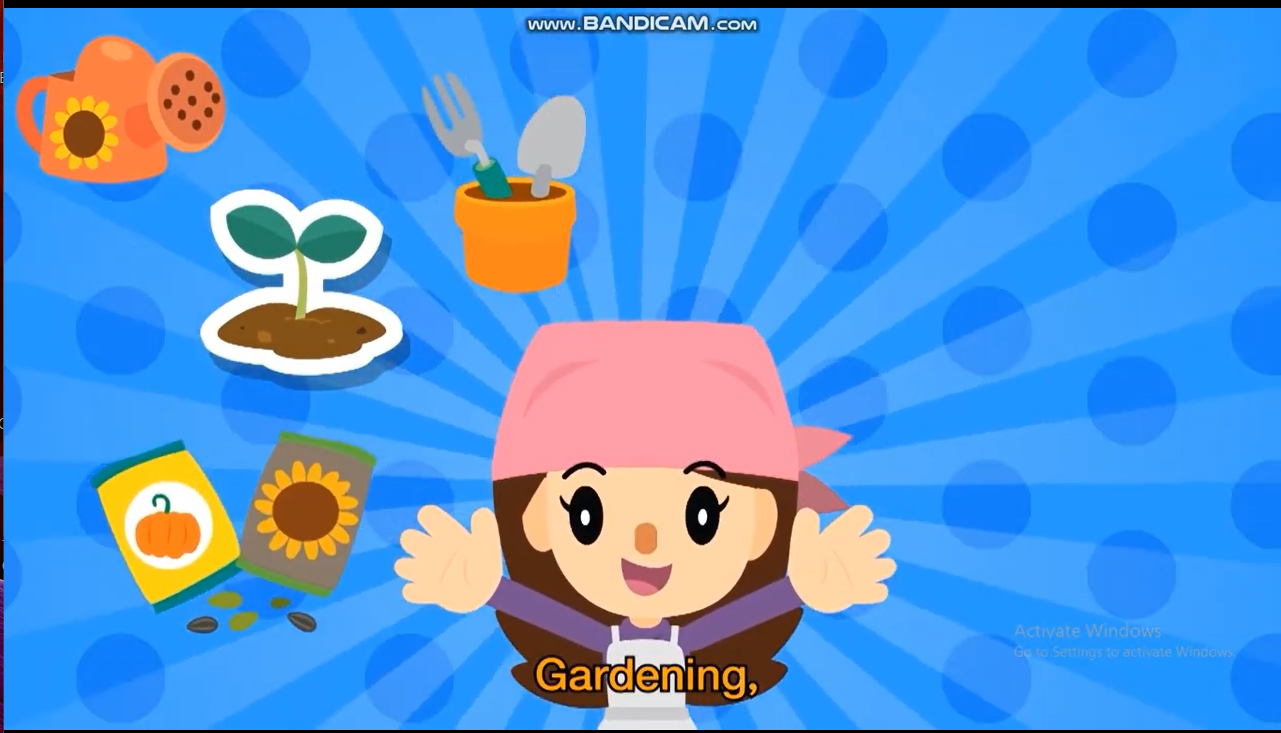 www.BANDICAM.com
Gardening,
Activate Windows
Go to Settings to activate Windows.